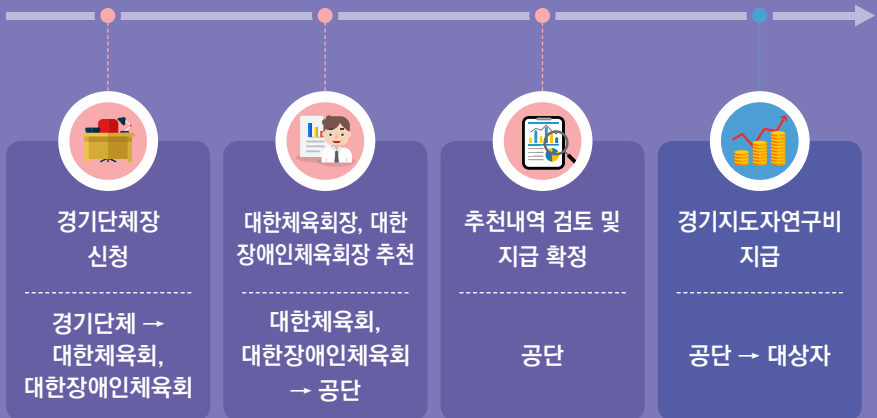 경기단체장
신청
경기단체 →
대한체육회,
대한장애인체육회
대한체육회장, 대한
장애인체육회장 추천
대한체육회,
대한장애인체육회
→ 공단
추천내역 검토 및
지급 확정
공단
경기지도자연구비
지급
공단 → 대상자